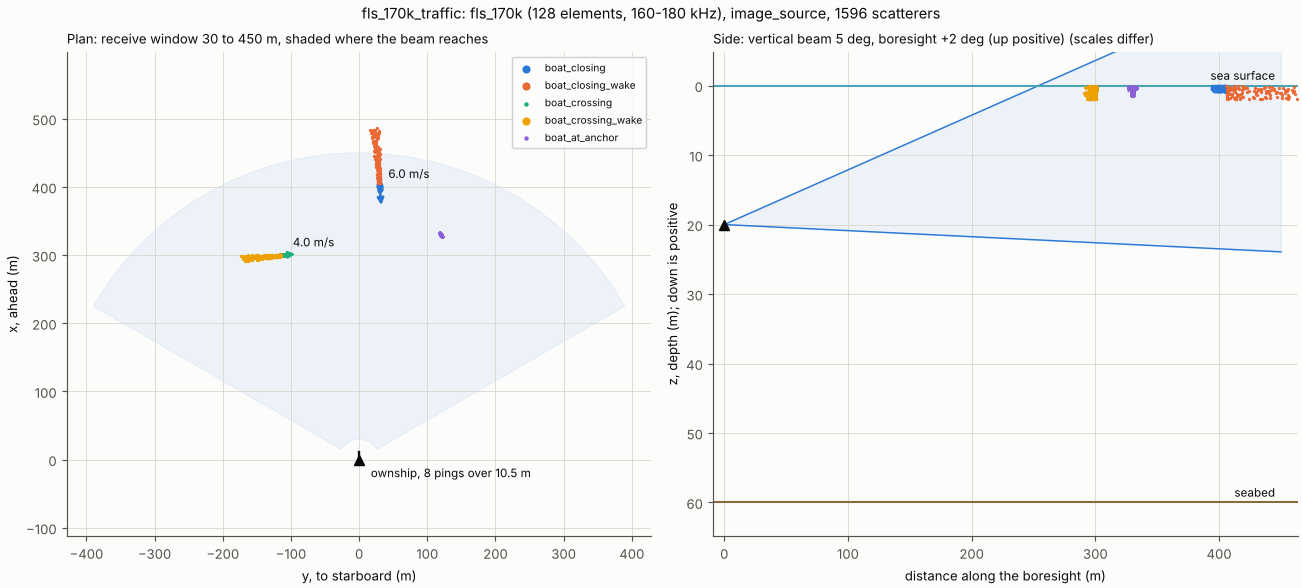 fls_170k_traffic: fls_170k (128 elements, 160-180 kHz), image_source, 1596 scatterers
Plan: receive window 30 to 450 m, shaded where the beam reaches
boat_closing
boat_closing_wake
boat_crossing
boat_crossing_wake
boat_at_anchor
6.0 m/s
4.0 m/s
ownship, 8 pings over 10.5 m
500
400
300
200
100
0
−100
−400
−300
−200
−100
0
100
200
300
400
x, ahead (m)
y, to starboard (m)
Side: vertical beam 5 deg, boresight +2 deg (up positive) (scales differ)
sea surface
seabed
0
10
20
30
40
50
60
0
100
200
300
400
z, depth (m); down is positive
distance along the boresight (m)